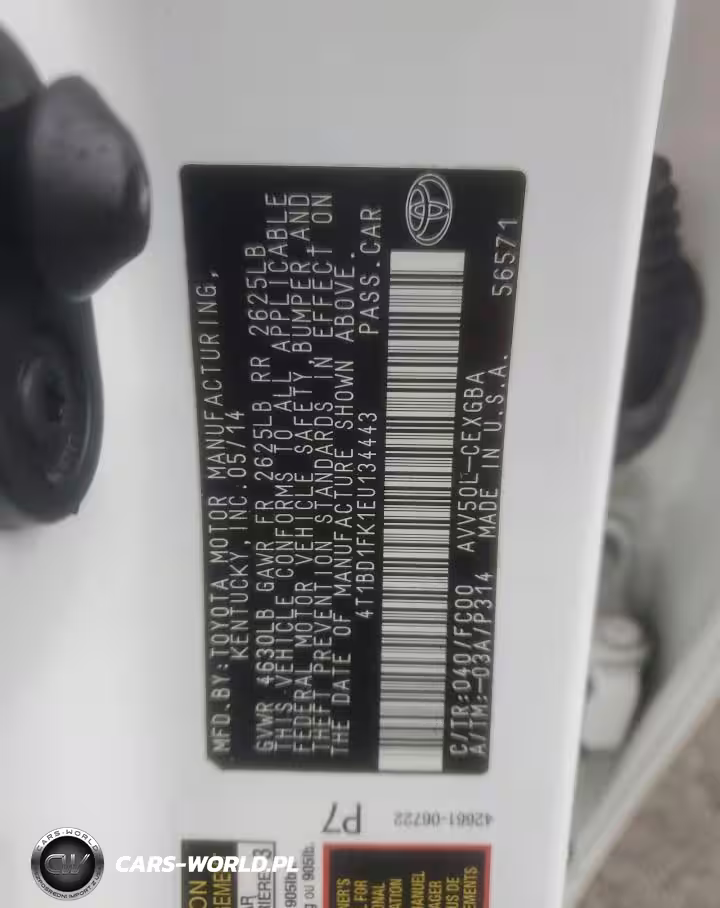 MFD. BY: TOYOTA MOTOR MANUFACTURING,
KENTUCKY, INC. 05/14
GVWR 4630LB GAWR FR 2625LB RR 2625LB
THIS VEHICLE CONFORMS TO ALL APPLICABLE
FEDERAL MOTOR VEHICLE SAFETY, BUMPER, AND
THEFT PREVENTION STANDARDS IN EFFECT ON
THE DATE OF MANUFACTURE SHOWN ABOVE.
4T1BD1FK1EU134443 PASS. CAR
C/TR: 040/FC00 AVV50L-CEXGBA
A/TM: -03A/P314 MADE IN U.S.A. 56571
P7
42661-06722
CARS-WORLD
CW
CARS-WORLD.PL